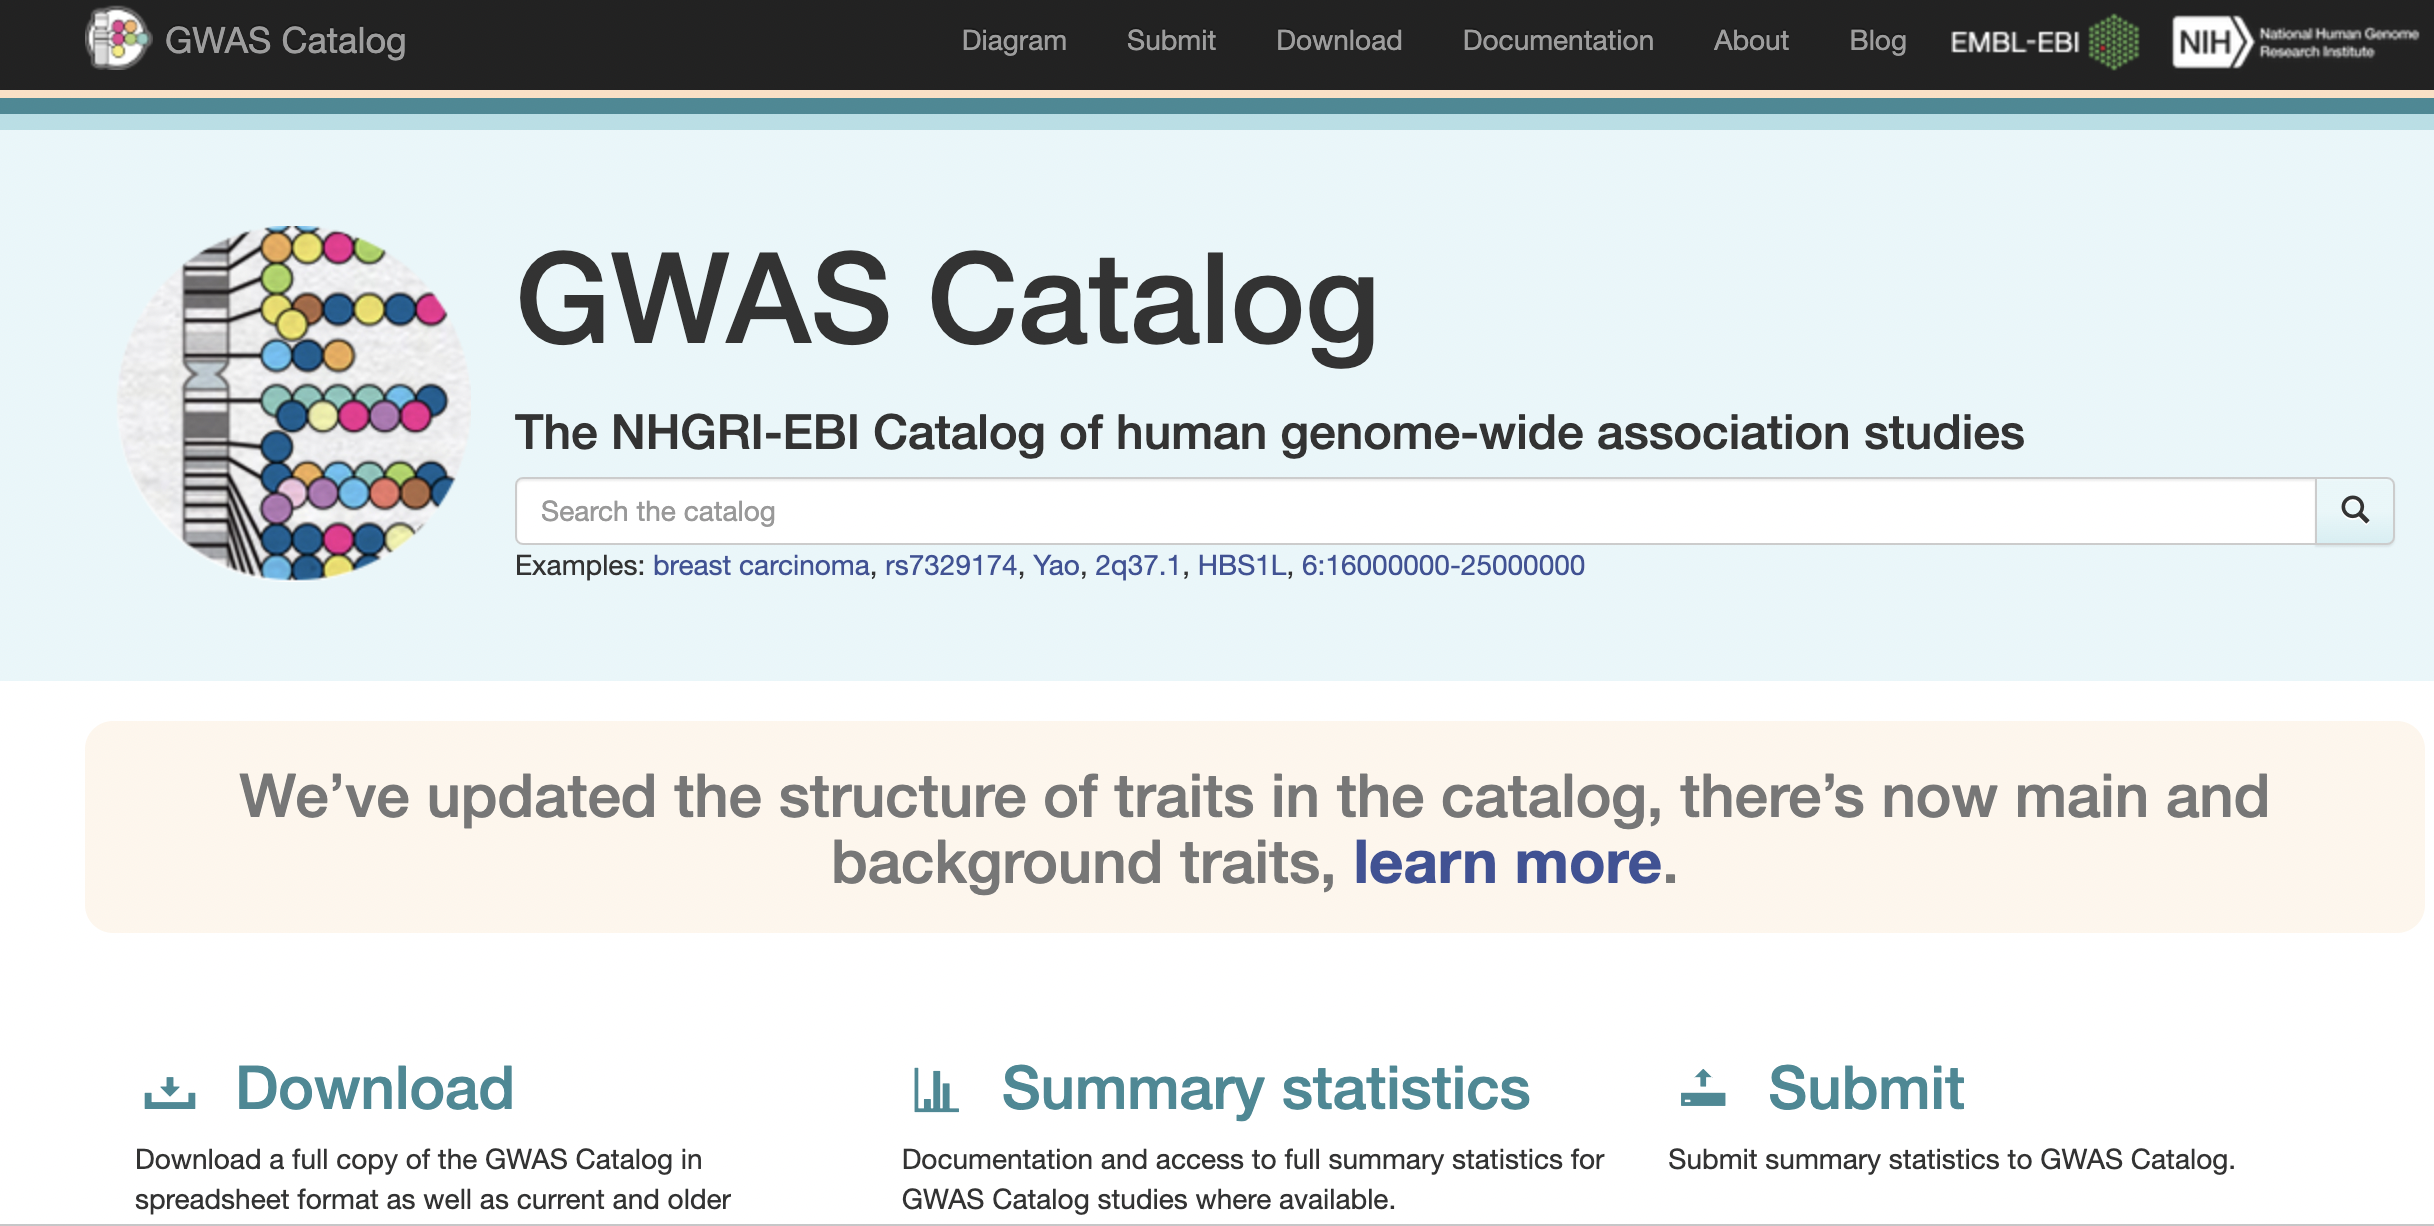 GWAS Catalog
Diagram
Submit
Download
Documentation
About
Blog
EMBL-EBI
NIH
National Human Genome
Research Institute
GWAS Catalog
The NHGRI-EBI Catalog of human genome-wide association studies
Search the catalog
Examples: breast carcinoma, rs7329174, Yao, 2q37.1, HBS1L, 6:16000000-25000000
We’ve updated the structure of traits in the catalog, there’s now main and
background traits, learn more.
Download
Download a full copy of the GWAS Catalog in
spreadsheet format as well as current and older
Summary statistics
Documentation and access to full summary statistics for
GWAS Catalog studies where available.
Submit
Submit summary statistics to GWAS Catalog.